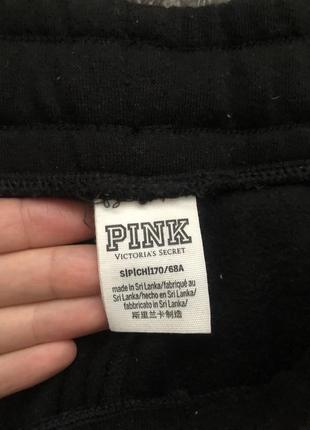 PINK
VICTORIA'S SECRET
S|P|CH|170/68A
made in Sri Lanka/fabriqué au
Sri Lanka/hecho en Sri Lanka/
fabbricato in Sri Lanka/
斯里兰卡制造